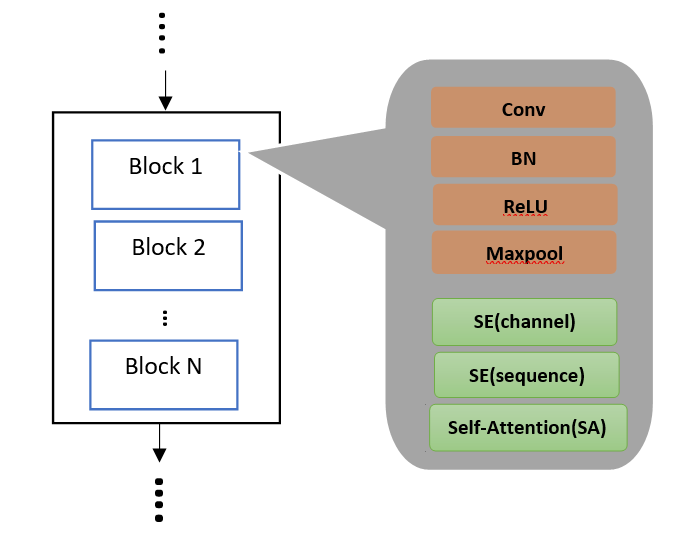 Block 1
Block 2
Block N
Conv
BN
ReLU
Maxpool
SE(channel)
SE(sequence)
Self-Attention(SA)